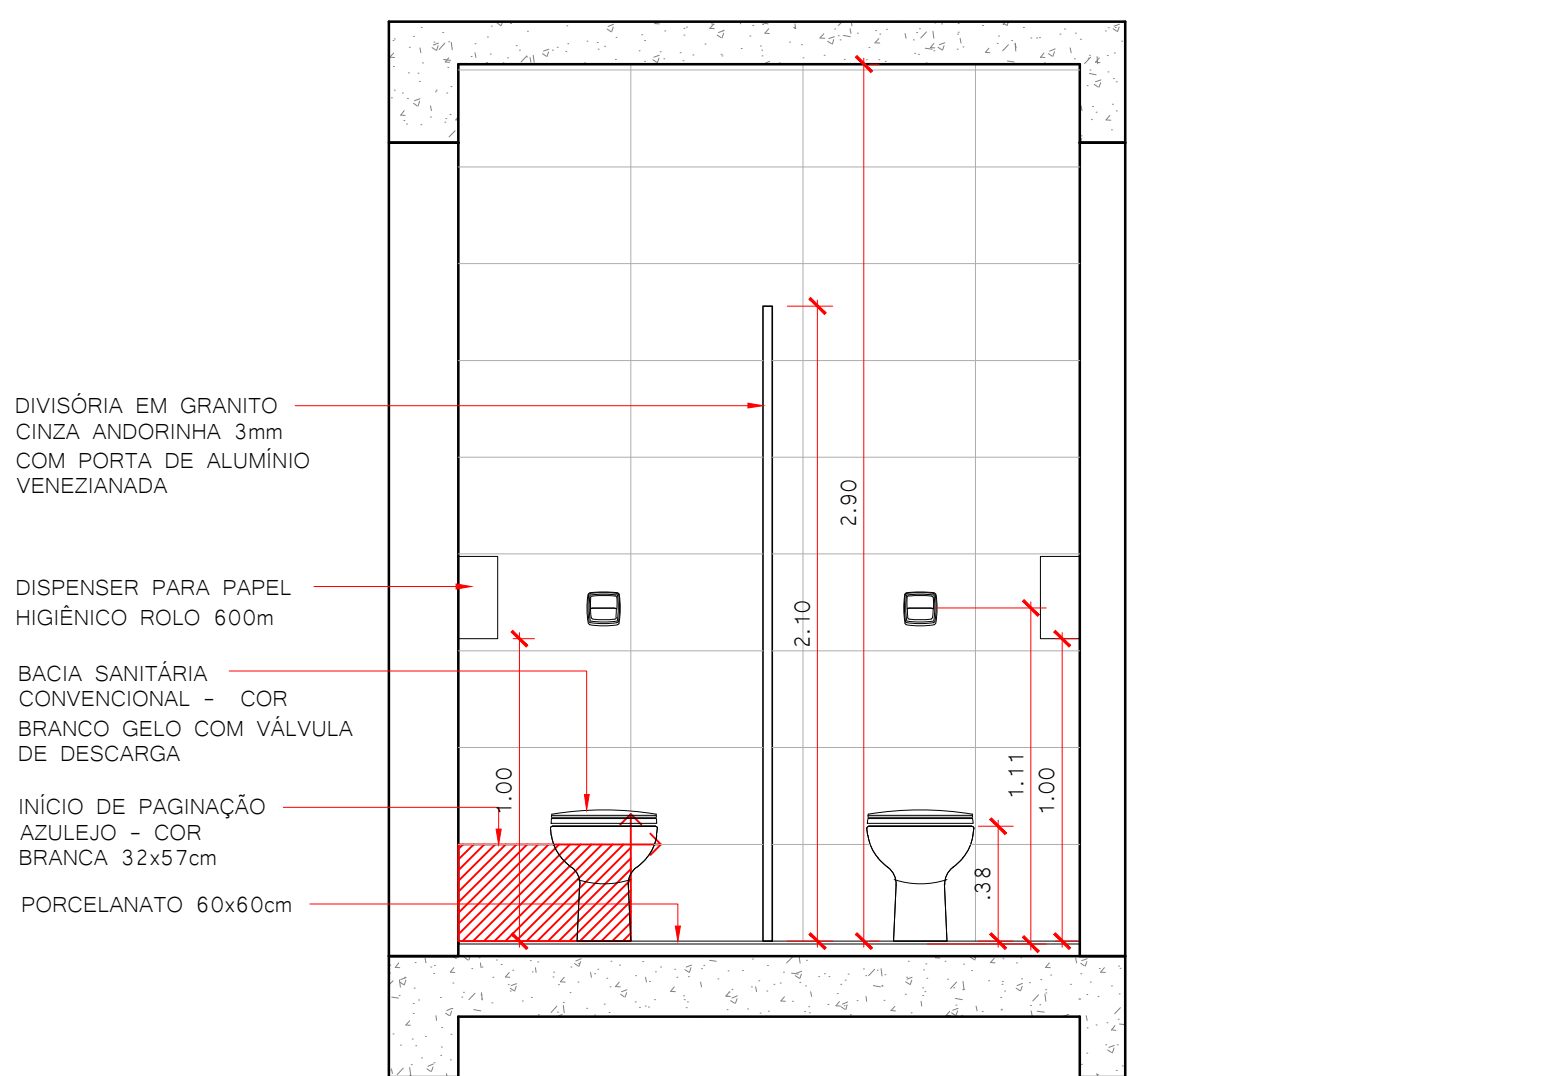 DIVISÓRIA EM GRANITO
CINZA ANDORINHA 3mm
COM PORTA DE ALUMÍNIO
VENEZIANADA
DISPENSER PARA PAPEL
HIGIÊNICO ROLO 600m
BACIA SANITÁRIA
CONVENCIONAL - COR
BRANCO GELO COM VÁLVULA
DE DESCARGA
INÍCIO DE PAGINAÇÃO
AZULEJO - COR
BRANCA 32x57cm
PORCELANATO 60x60cm
1.00
2.10
2.90
.38
1.11
1.00